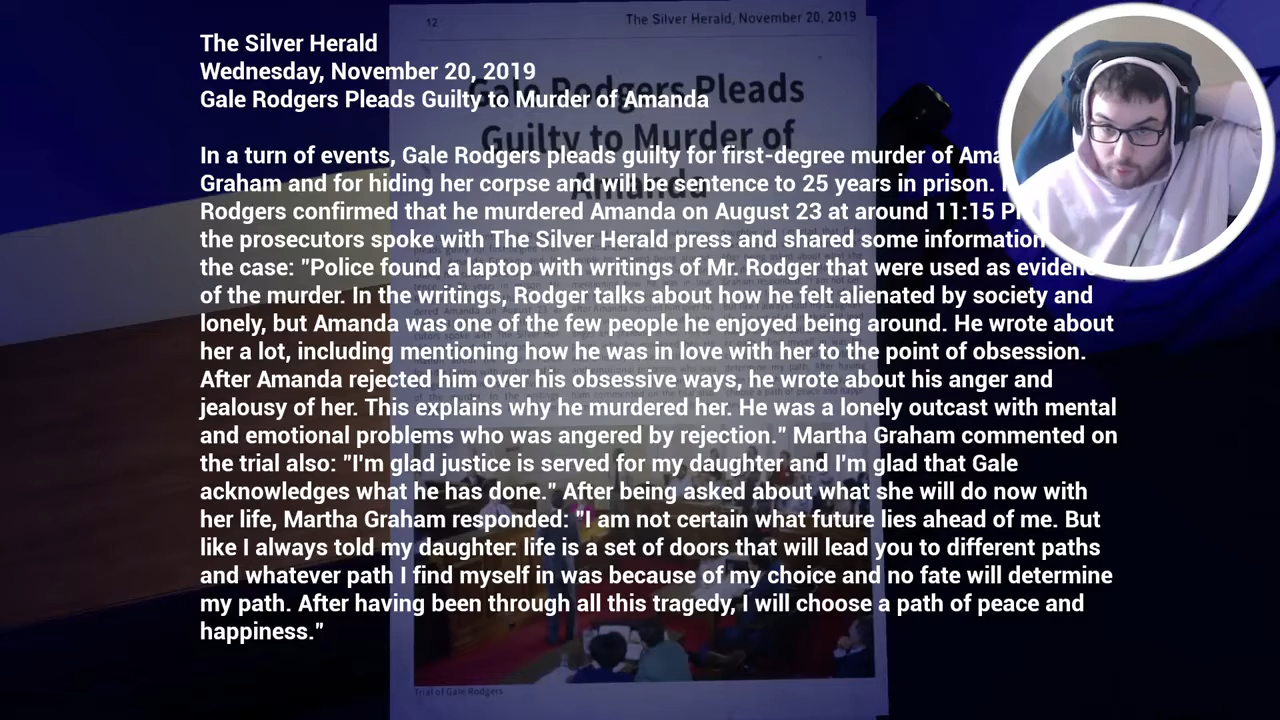 12
The Silver Herald, November 20, 2019
The Silver Herald
Wednesday, November 20, 2019
Gale Rodgers Pleads Guilty to Murder of Amanda
Gale Rodgers Pleads
Guilty to Murder of
Amanda
In a turn of events, Gale Rodgers pleads guilty for first-degree murder of
Graham and for hiding her corpse and will be sentence to 25 years in prison.
Rodgers confirmed that he murdered Amanda on August 23 at around 11:15
the prosecutors spoke with The Silver Herald press and shared some information
the case: "Police found a laptop with writings of Mr. Rodger that were used as
of the murder. In the writings, Rodger talks about how he felt alienated by society and
lonely, but Amanda was one of the few people he enjoyed being around. He wrote about
her a lot, including mentioning how he was in love with her to the point of obsession.
After Amanda rejected him over his obsessive ways, he wrote about his anger and
jealousy of her. This explains why he murdered her. He was a lonely outcast with mental
and emotional problems who was angered by rejection." Martha Graham commented on
the trial also: "I'm glad justice is served for my daughter and I'm glad that Gale
acknowledges what he has done." After being asked about what she will do now with
her life, Martha Graham responded: "I am not certain what future lies ahead of me. But
like I always told my daughter: life is a set of doors that will lead you to different paths
and whatever path I find myself in was because of my choice and no fate will determine
my path. After having been through all this tragedy, I will choose a path of peace and
happiness."
Trial of Gale Rodgers